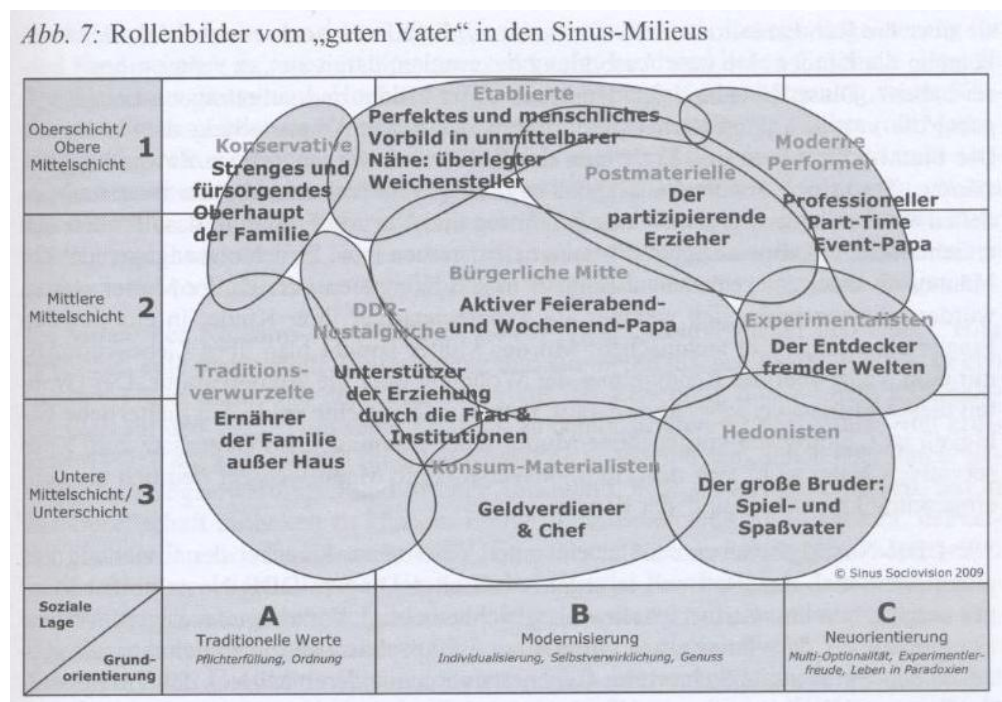 Abb. 7: Rollenbilder vom „guten Vater“ in den Sinus-Milieus
Oberschicht/
Obere
Mittelschicht
1
Konservative
Strenges und
fürsorgendes
Oberhaupt
der Familie
Etablierte
Perfektes und menschliches
Vorbild in unmittelbarer
Nähe: überlegter
Weichensteller
Postmaterielle
Der
partizipierende
Erzieher
Moderne
Performer
Professioneller
Part-Time
Event-Papa
Mittlere
Mittelschicht
2
DDR-
Nostalgische
Unterstützer
der Erziehung
durch die Frau &
Institutionen
Bürgerliche Mitte
Aktiver Feierabend-
und Wochenend-Papa
Experimentalisten
Der Entdecker
fremder Welten
Traditions-
verwurzelte
Ernährer
der Familie
außer Haus
Untere
Mittelschicht/
Unterschicht
3
Konsum-Materialisten
Geldverdiener
& Chef
Hedonisten
Der große Bruder:
Spiel- und
Spaßvater
© Sinus Sociovision 2009
Soziale
Lage
Grund-
orientierung
A
Traditionelle Werte
Pflichterfüllung, Ordnung
B
Modernisierung
Individualisierung, Selbstverwirklichung, Genuss
C
Neuorientierung
Multi-Optionalität, Experimentier-
freude, Leben in Paradoxien